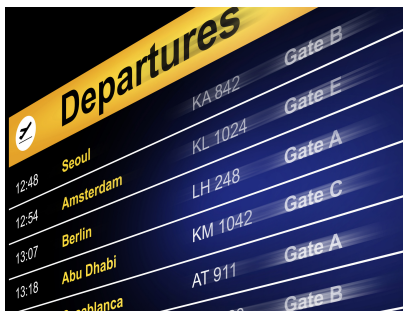 Departures
12:48 Seoul KA 842 Gate B
12:54 Amsterdam KL 1024 Gate E
13:07 Berlin LH 248 Gate A
13:18 Abu Dhabi KM 1042 Gate C
Casablanca AT 911 Gate A
Gate B